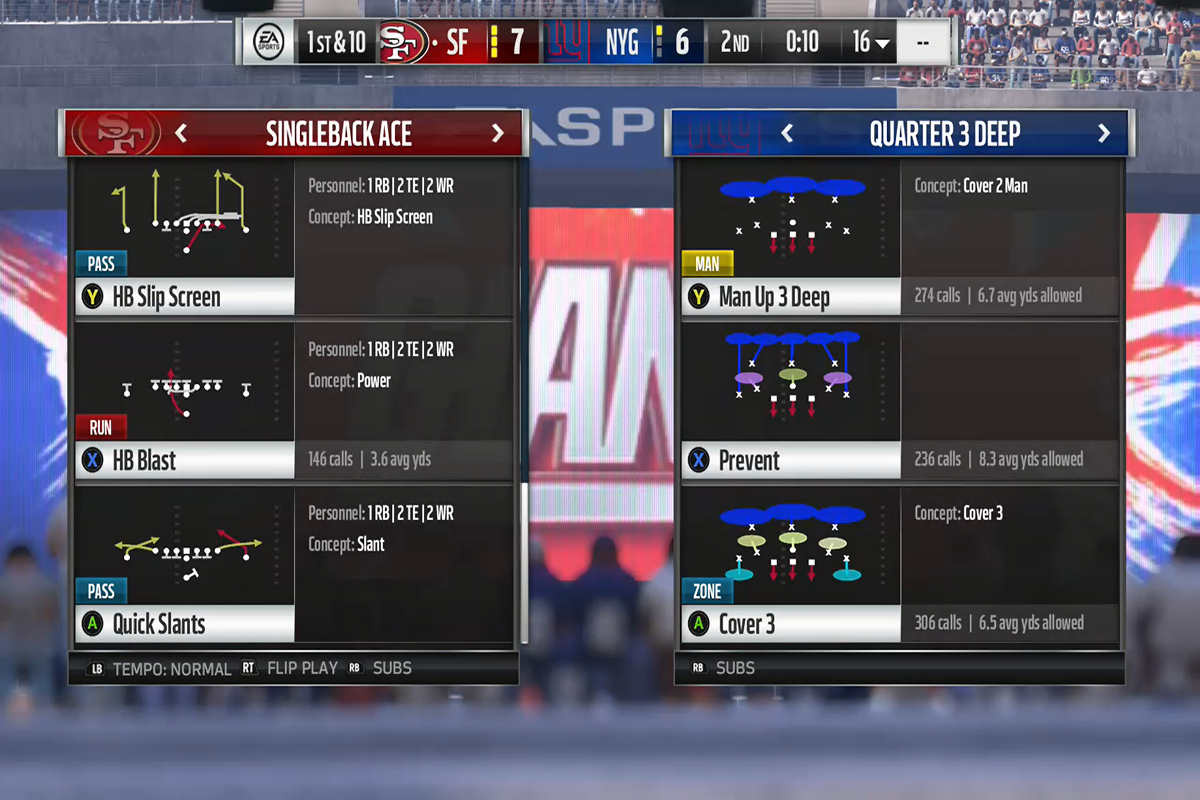 EA SPORTS 1ST & 10 SF 7 NYG 6 2ND 0:10 16 --
ASP
SINGLEBACK ACE
Personnel: 1 RB | 2 TE | 2 WR
Concept: HB Slip Screen
PASS
Y HB Slip Screen
Personnel: 1 RB | 2 TE | 2 WR
Concept: Power
RUN
X HB Blast
146 calls | 3.6 avg yds
Personnel: 1 RB | 2 TE | 2 WR
Concept: Slant
PASS
A Quick Slants
LB TEMPO: NORMAL RT FLIP PLAY RB SUBS
QUARTER 3 DEEP
Concept: Cover 2 Man
MAN
Y Man Up 3 Deep
274 calls | 6.7 avg yds allowed
X Prevent
236 calls | 8.3 avg yds allowed
Concept: Cover 3
ZONE
A Cover 3
306 calls | 6.5 avg yds allowed
RB SUBS
AN